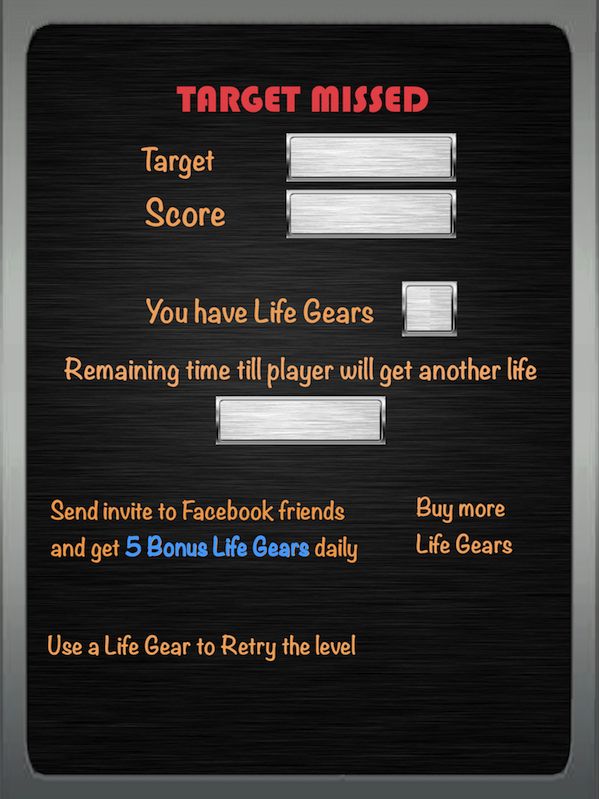 TARGET MISSED
Target
Score
You have Life Gears
Remaining time till player will get another life
Send invite to Facebook friends
and get 5 Bonus Life Gears daily
Buy more
Life Gears
Use a Life Gear to Retry the level